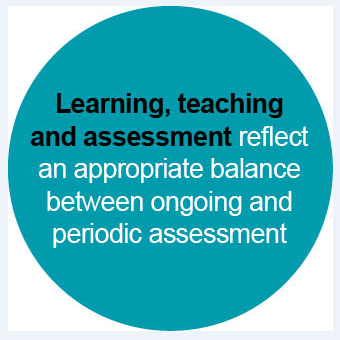 Learning, teaching
and assessment reflect
an appropriate balance
between ongoing and
periodic assessment